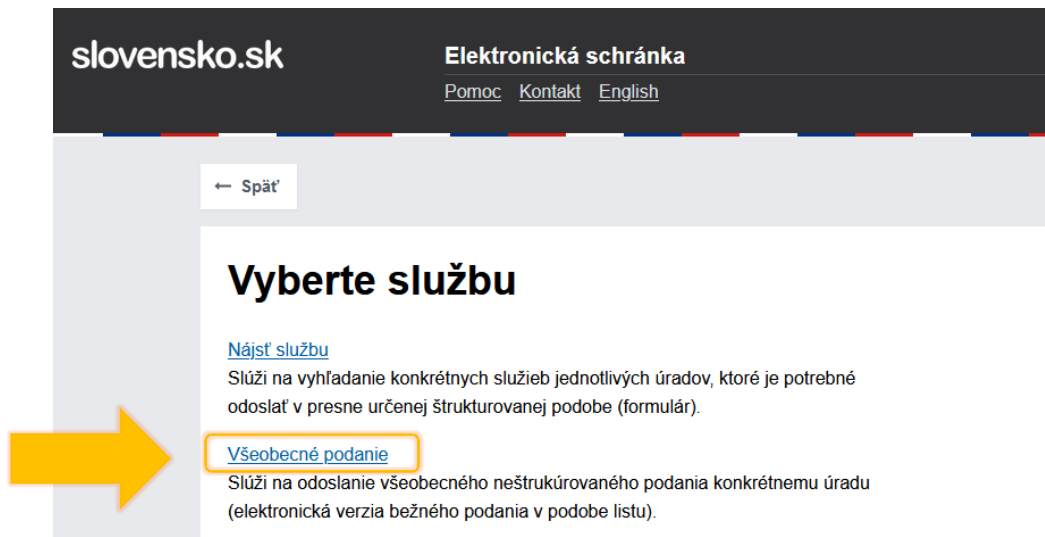 slovensko.sk
Elektronická schránka
Pomoc Kontakt English
← Späť
Vyberte službu
Nájsť službu
Slúži na vyhľadanie konkrétnych služieb jednotlivých úradov, ktoré je potrebné
odoslať v presne určenej štrukturovanej podobe (formulár).
Všeobecné podanie
Slúži na odoslanie všeobecného neštrukúrovaného podania konkrétnemu úradu
(elektronická verzia bežného podania v podobe listu).